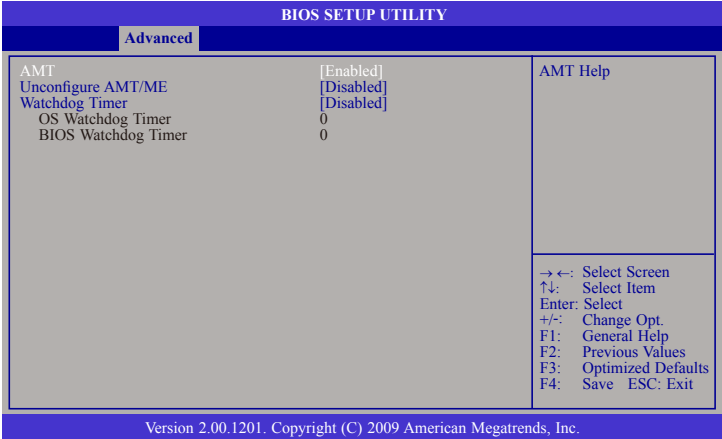 BIOS SETUP UTILITY
Advanced
AMT [Enabled]
Unconfigure AMT/ME [Disabled]
Watchdog Timer [Disabled]
OS Watchdog Timer 0
BIOS Watchdog Timer 0
AMT Help
→←: Select Screen
↑↓: Select Item
Enter: Select
+/-: Change Opt.
F1: General Help
F2: Previous Values
F3: Optimized Defaults
F4: Save ESC: Exit
Version 2.00.1201. Copyright (C) 2009 American Megatrends, Inc.